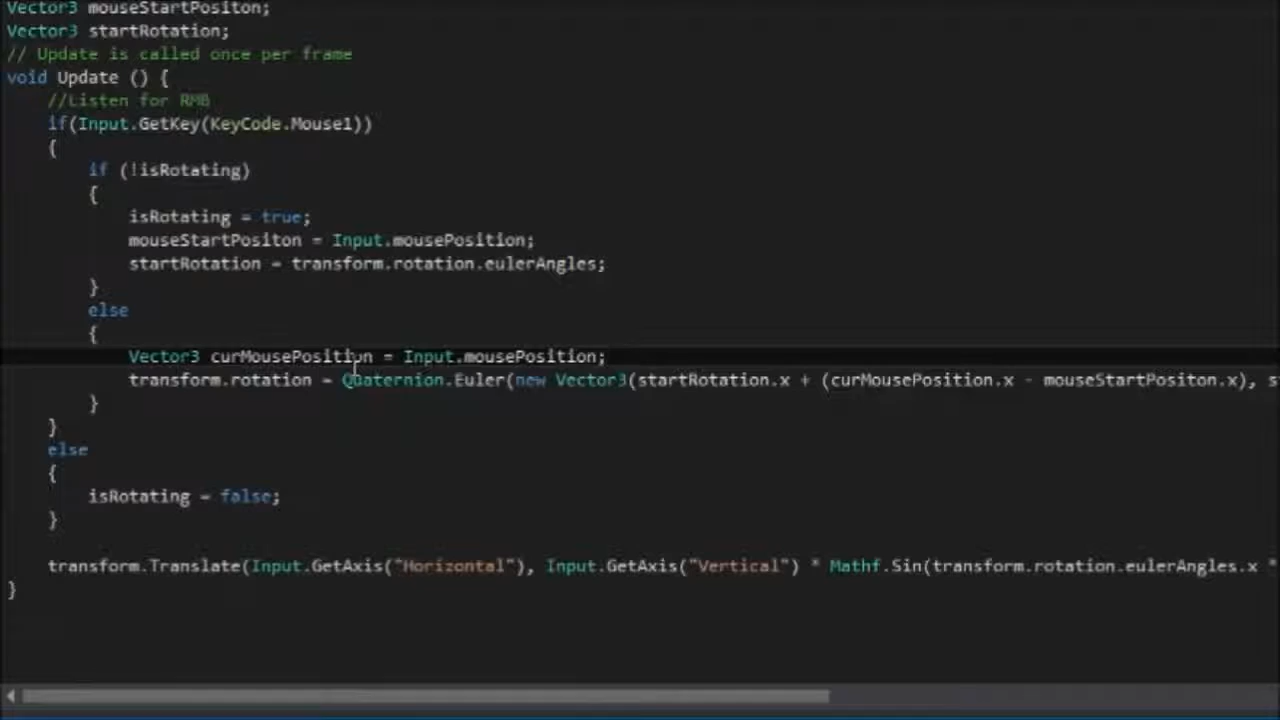 Vector3 mouseStartPositon;
Vector3 startRotation;
// Update is called once per frame
void Update () {
//Listen for RMB
if(Input.GetKey(KeyCode.Mouse1))
{
if (!isRotating)
{
isRotating = true;
mouseStartPositon = Input.mousePosition;
startRotation = transform.rotation.eulerAngles;
}
else
{
Vector3 curMousePosition = Input.mousePosition;
transform.rotation = Quaternion.Euler(new Vector3(startRotation.x + (curMousePosition.x - mouseStartPositon.x), s
}
}
else
{
isRotating = false;
}
transform.Translate(Input.GetAxis("Horizontal"), Input.GetAxis("Vertical") * Mathf.Sin(transform.rotation.eulerAngles.x *
}